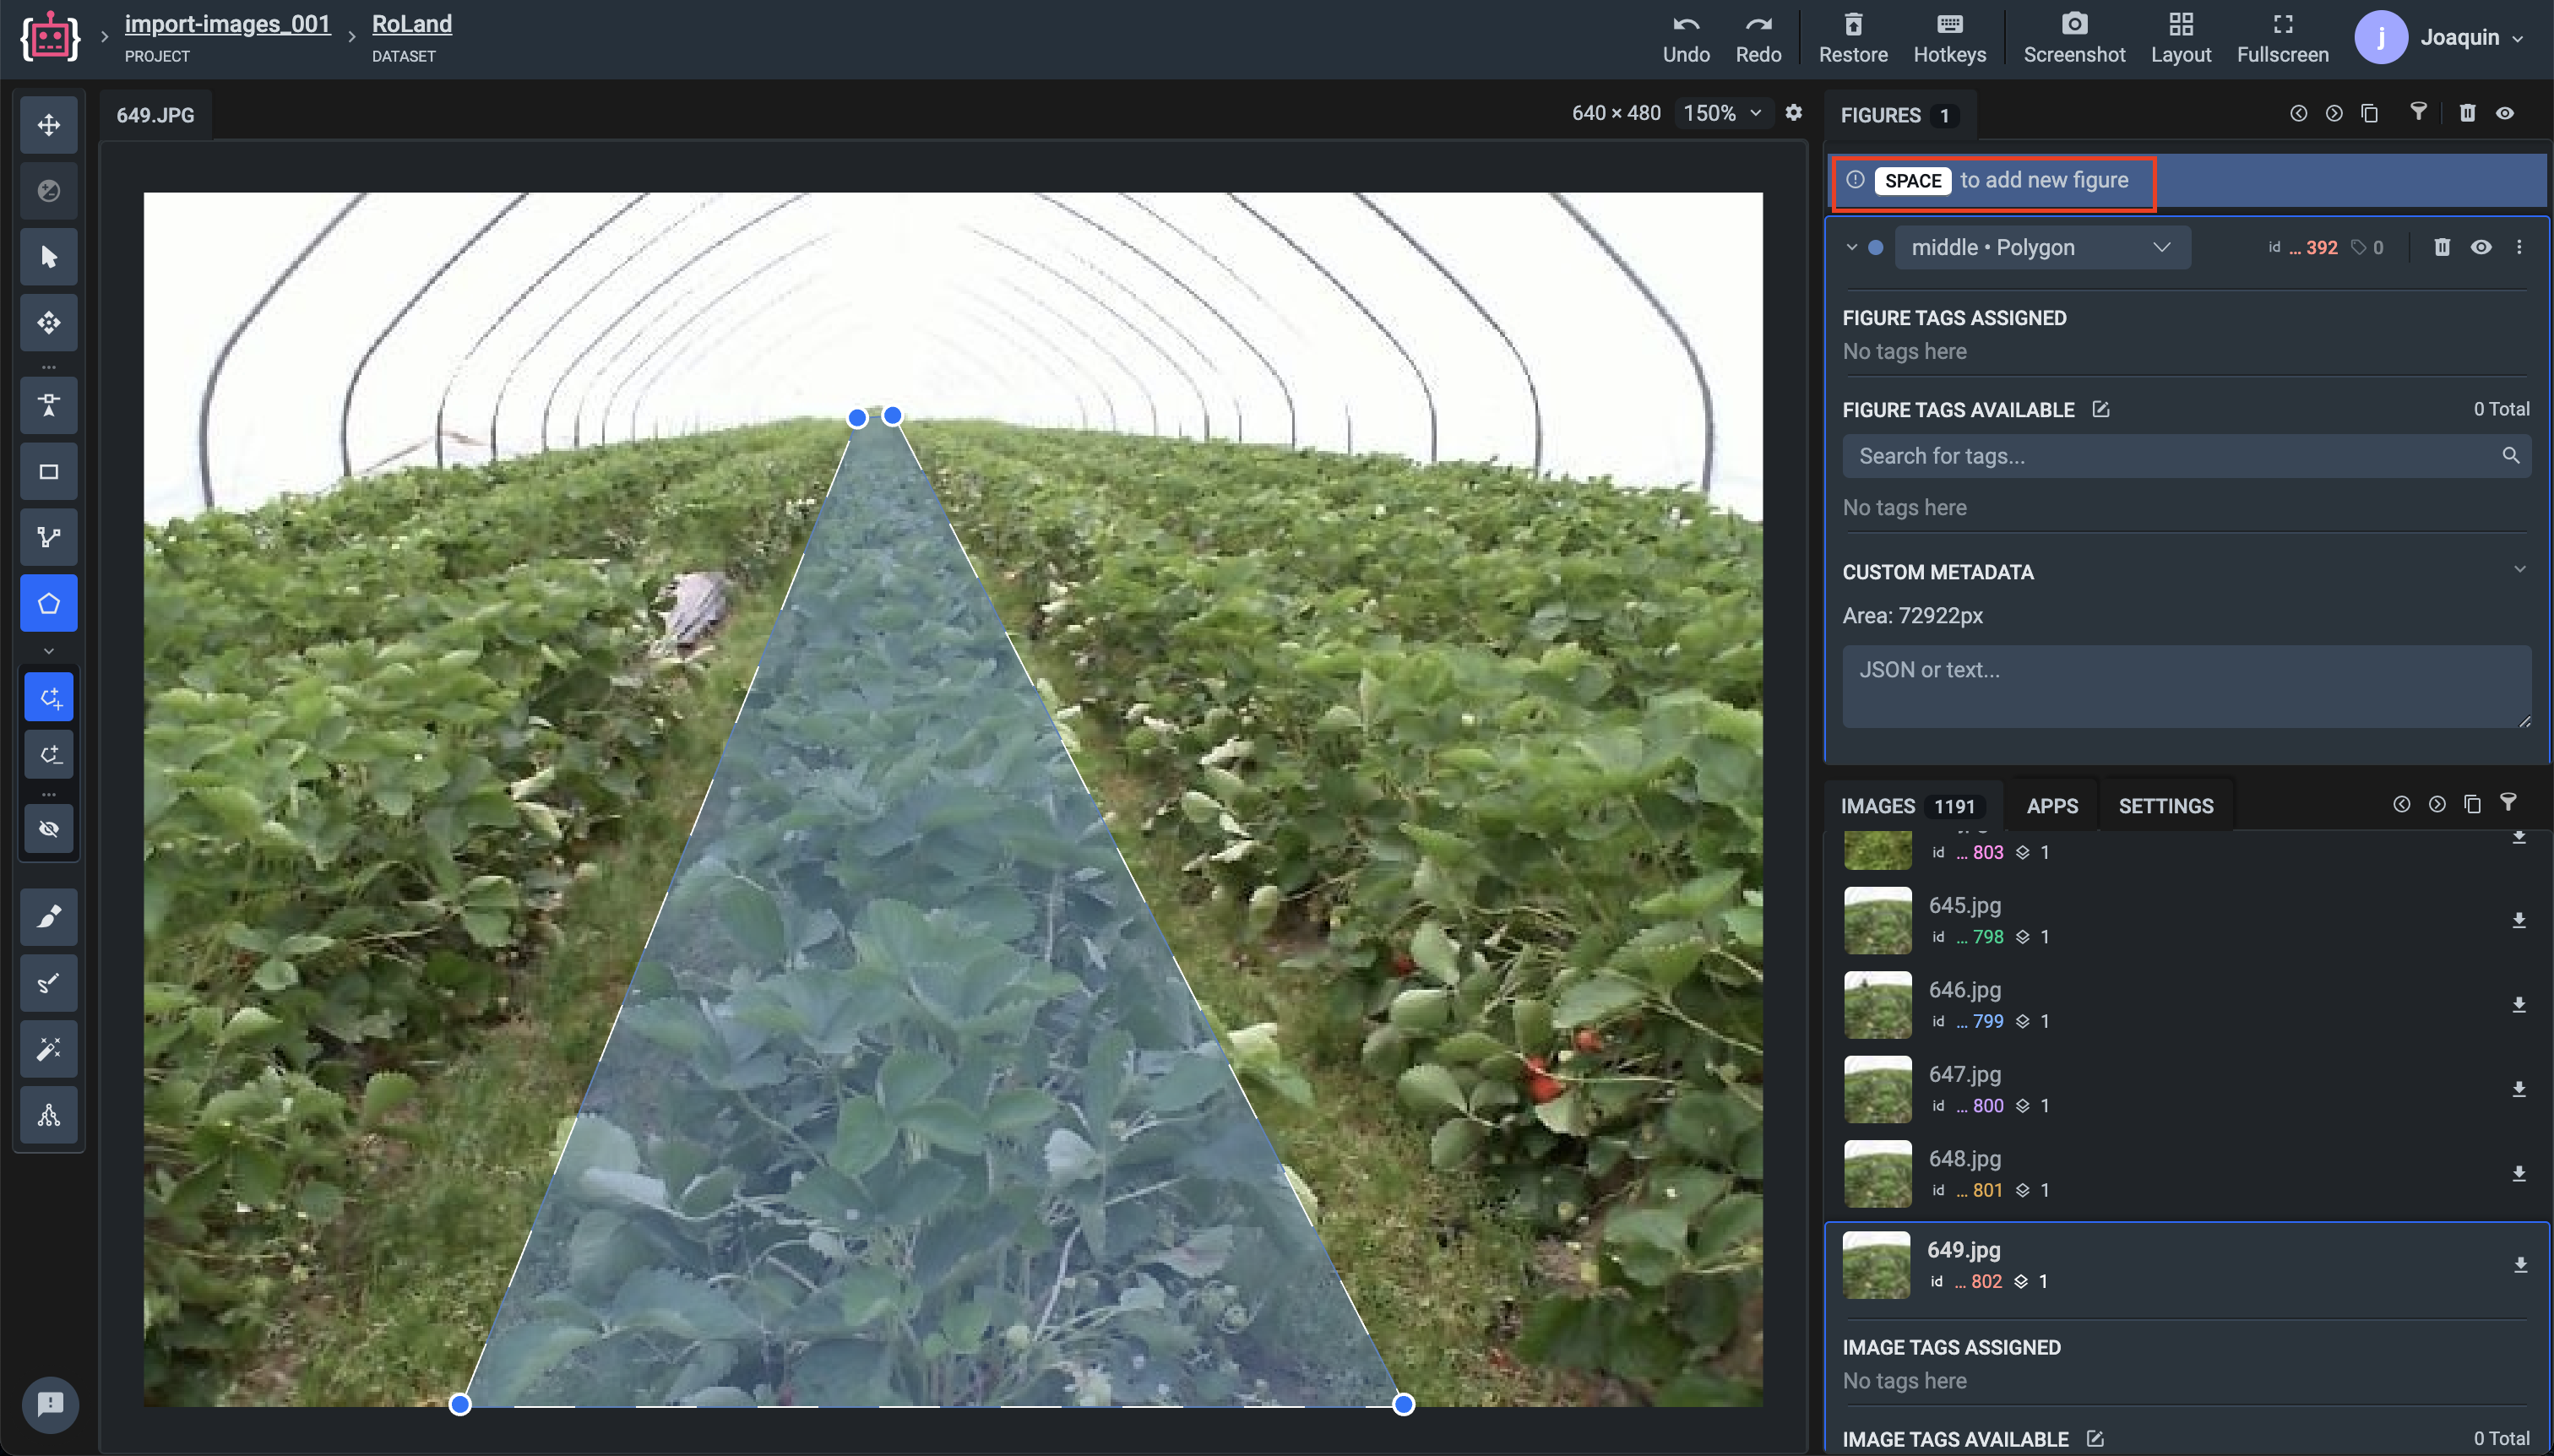 import-images_001
PROJECT
RoLand
DATASET
Undo
Redo
Restore
Hotkeys
Screenshot
Layout
Fullscreen
j
Joaquin
649.JPG
640 × 480
150%
FIGURES 1
SPACE to add new figure
middle • Polygon
id ... 392 0
FIGURE TAGS ASSIGNED
No tags here
FIGURE TAGS AVAILABLE
0 Total
Search for tags...
No tags here
CUSTOM METADATA
Area: 72922px
JSON or text...
IMAGES 1191
APPS
SETTINGS
id ... 803 1
645.jpg
id ... 798 1
646.jpg
id ... 799 1
647.jpg
id ... 800 1
648.jpg
id ... 801 1
649.jpg
id ... 802 1
IMAGE TAGS ASSIGNED
No tags here
IMAGE TAGS AVAILABLE
0 Total